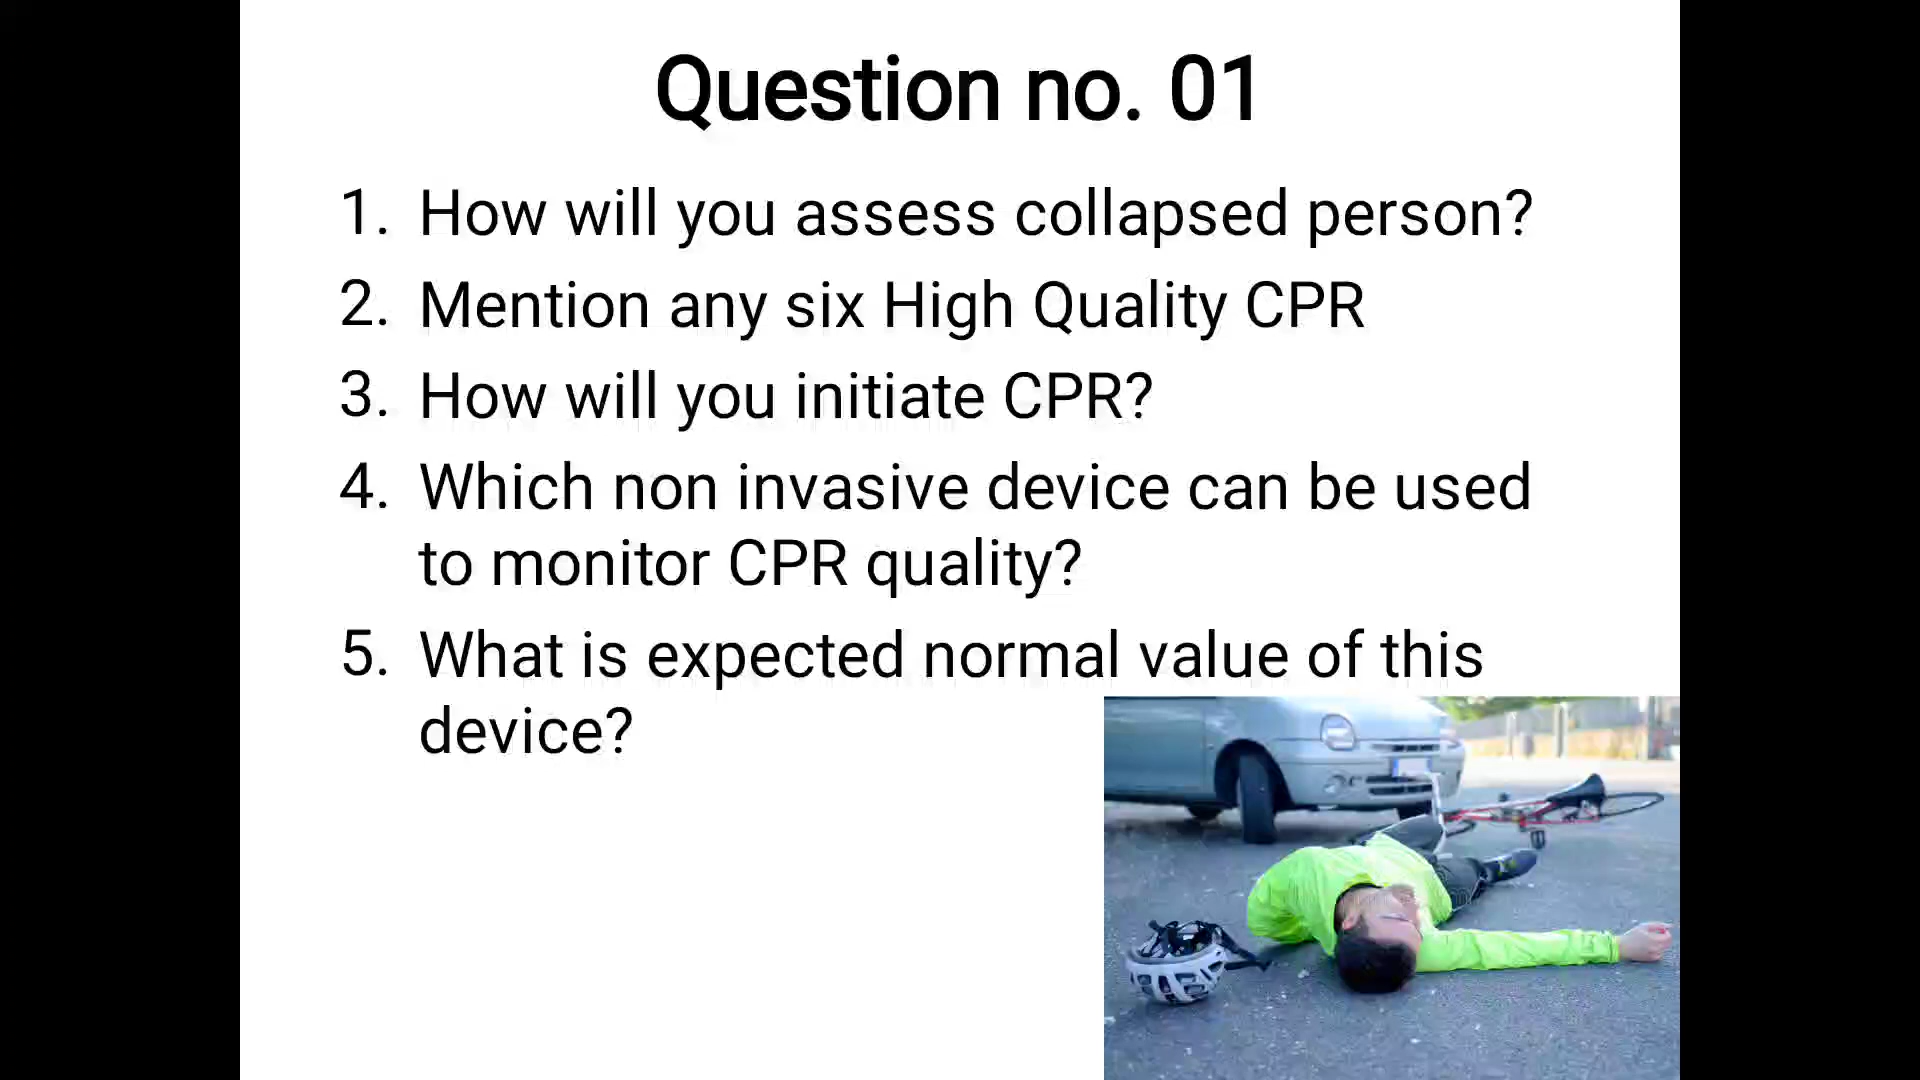 Question no. 01
1. How will you assess collapsed person?
2. Mention any six High Quality CPR
3. How will you initiate CPR?
4. Which non invasive device can be used
to monitor CPR quality?
5. What is expected normal value of this
device?